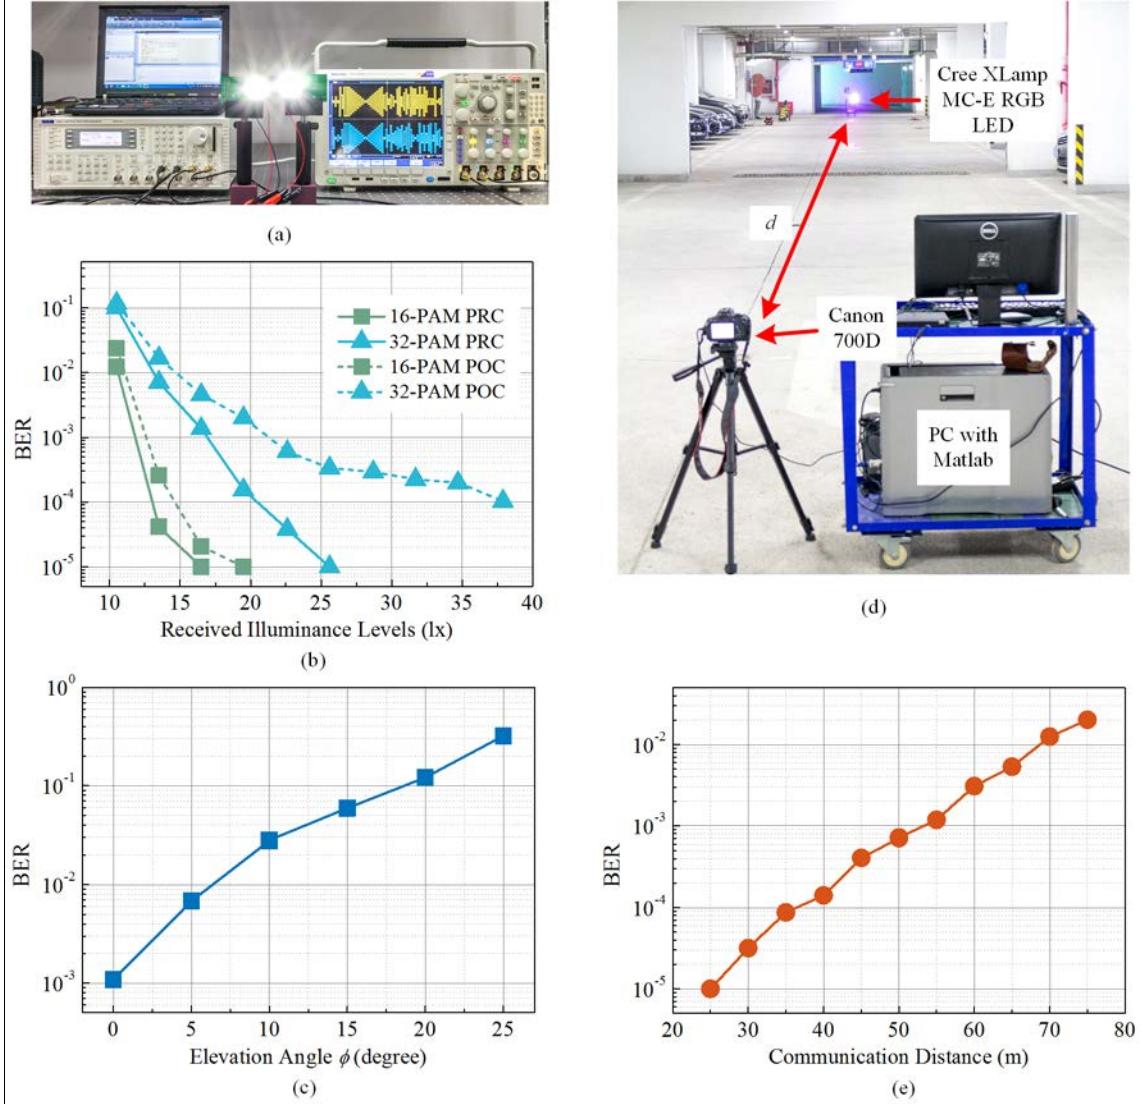 (a)
10⁻¹
10⁻²
10⁻³
10⁻⁴
10⁻⁵
BER
16-PAM PRC
32-PAM PRC
16-PAM POC
32-PAM POC
10 15 20 25 30 35 40
Received Illuminance Levels (lx)
(b)
10⁰
10⁻¹
10⁻²
10⁻³
BER
0 5 10 15 20 25
Elevation Angle ϕ (degree)
(c)
Cree XLamp
MC-E RGB
LED
d
DELL
Canon
700D
PC with
Matlab
(d)
10⁻²
10⁻³
10⁻⁴
10⁻⁵
BER
20 30 40 50 60 70 80
Communication Distance (m)
(e)